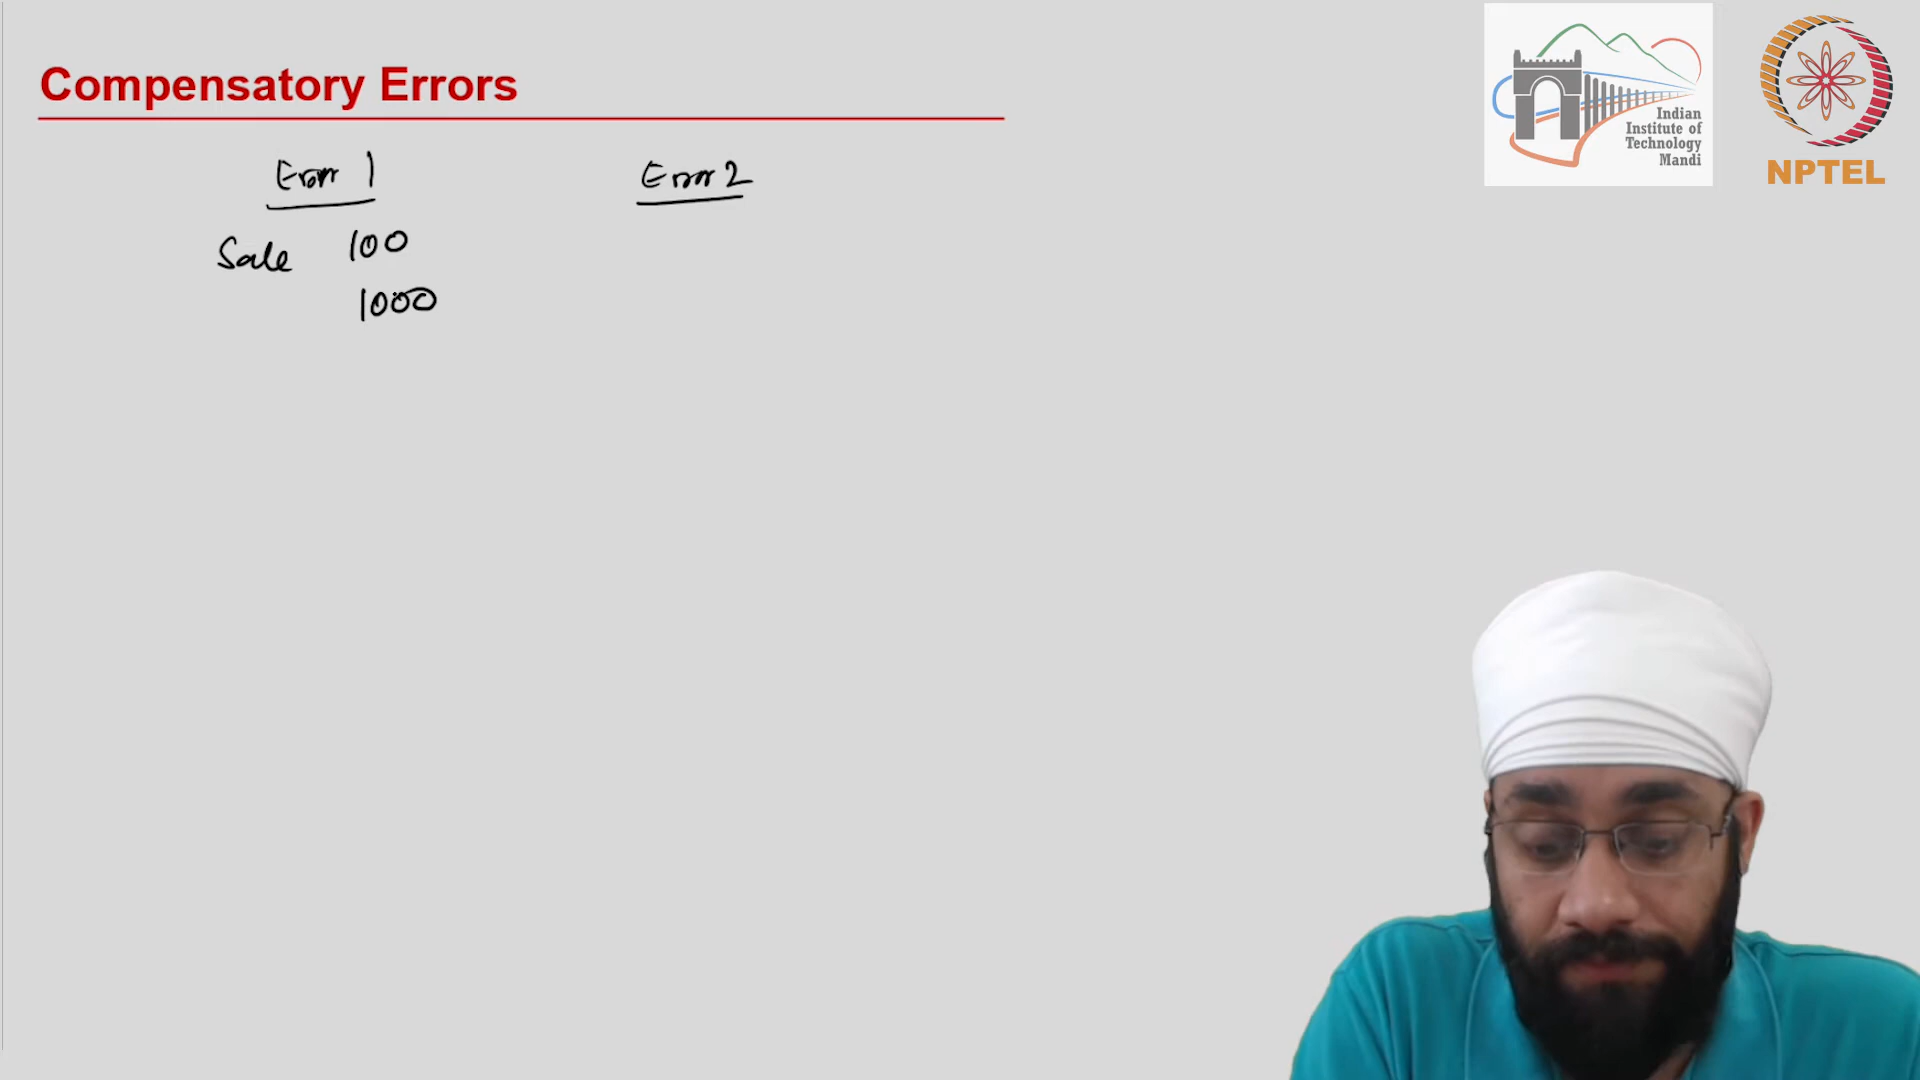 Compensatory Errors
Error 1
Error 2
Sale 100
1000
Indian
Institute of
Technology
Mandi
NPTEL